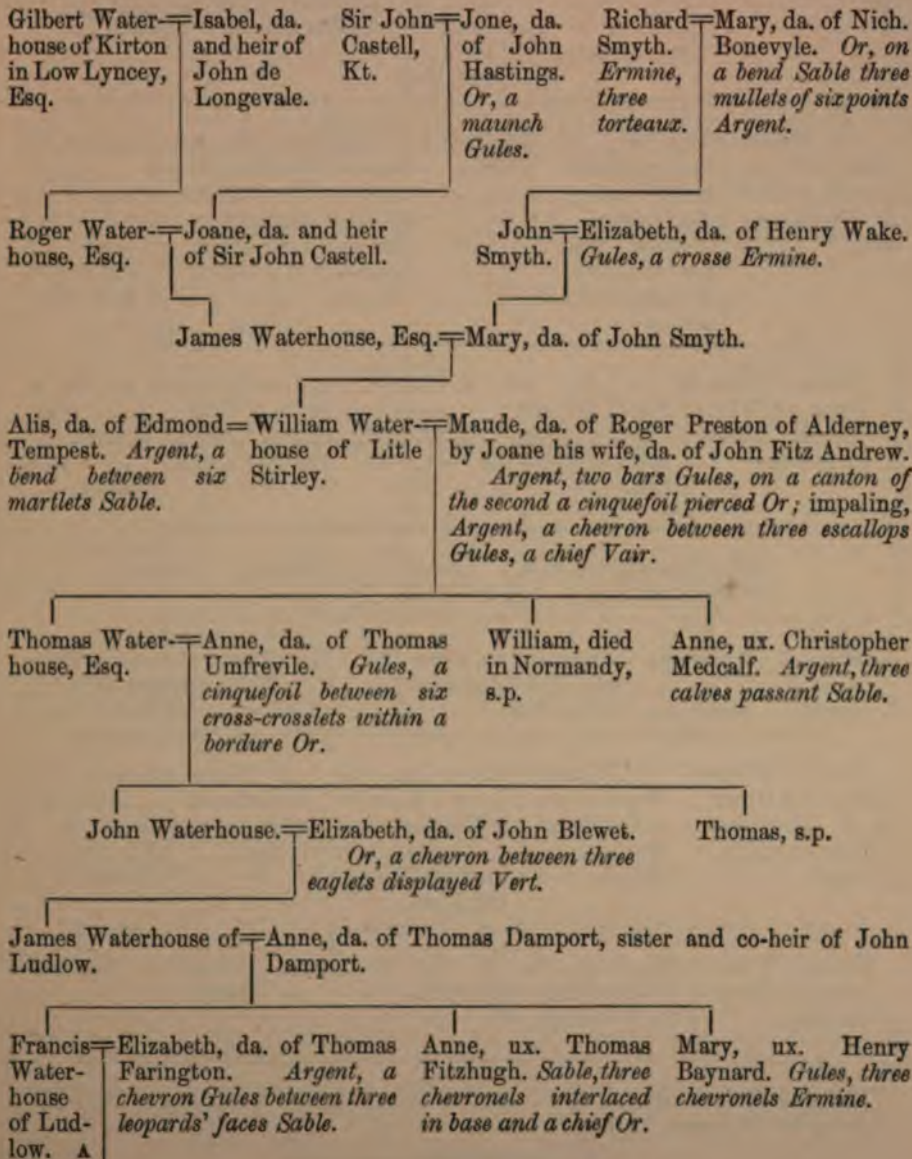 Gilbert Water-house of Kirton in Low Lyncey, Esq.
Isabel, da. and heir of John de Longevale.
Sir John Castell, Kt.
Jone, da. of John Hastings. Or, a maunch Gules.
Richard Smyth. Ermine, three torteaux.
Mary, da. of Nich. Bonevyle. Or, on a bend Sable three mullets of six points Argent.
Roger Water-
house, Esq.
Joane, da. and heir
of Sir John Castell.
John
Smyth.
Elizabeth, da. of Henry Wake.
Gules, a crosse Ermine.
James Waterhouse, Esq.
Mary, da. of John Smyth.
Alis, da. of Edmond
Tempest. Argent, a
bend between six
martlets Sable.
William Water-
house of Litle
Stirley.
Maude, da. of Roger Preston of Alderney,
by Joane his wife, da. of John Fitz Andrew.
Argent, two bars Gules, on a canton of
the second a cinquefoil pierced Or; impaling,
Argent, a chevron between three escallops
Gules, a chief Vair.
Thomas Water-
house, Esq.
Anne, da. of Thomas
Umfrevile. Gules, a
cinquefoil between six
cross-crosslets within a
bordure Or.
William, died
in Normandy,
s.p.
Anne, ux. Christopher
Medcalf. Argent, three
calves passant Sable.
John Waterhouse.
Elizabeth, da. of John Blewet.
Or, a chevron between three
eaglets displayed Vert.
Thomas, s.p.
James Waterhouse of
Ludlow.
Anne, da. of Thomas Damport, sister and co-heir of John
Damport.
Francis
Water-
house
of Lud-
low. A
Elizabeth, da. of Thomas
Farington. Argent, a
chevron Gules between three
leopards' faces Sable.
Anne, ux. Thomas
Fitzhugh. Sable, three
chevronels interlaced
in base and a chief Or.
Mary, ux. Henry
Baynard. Gules, three
chevronels Ermine.